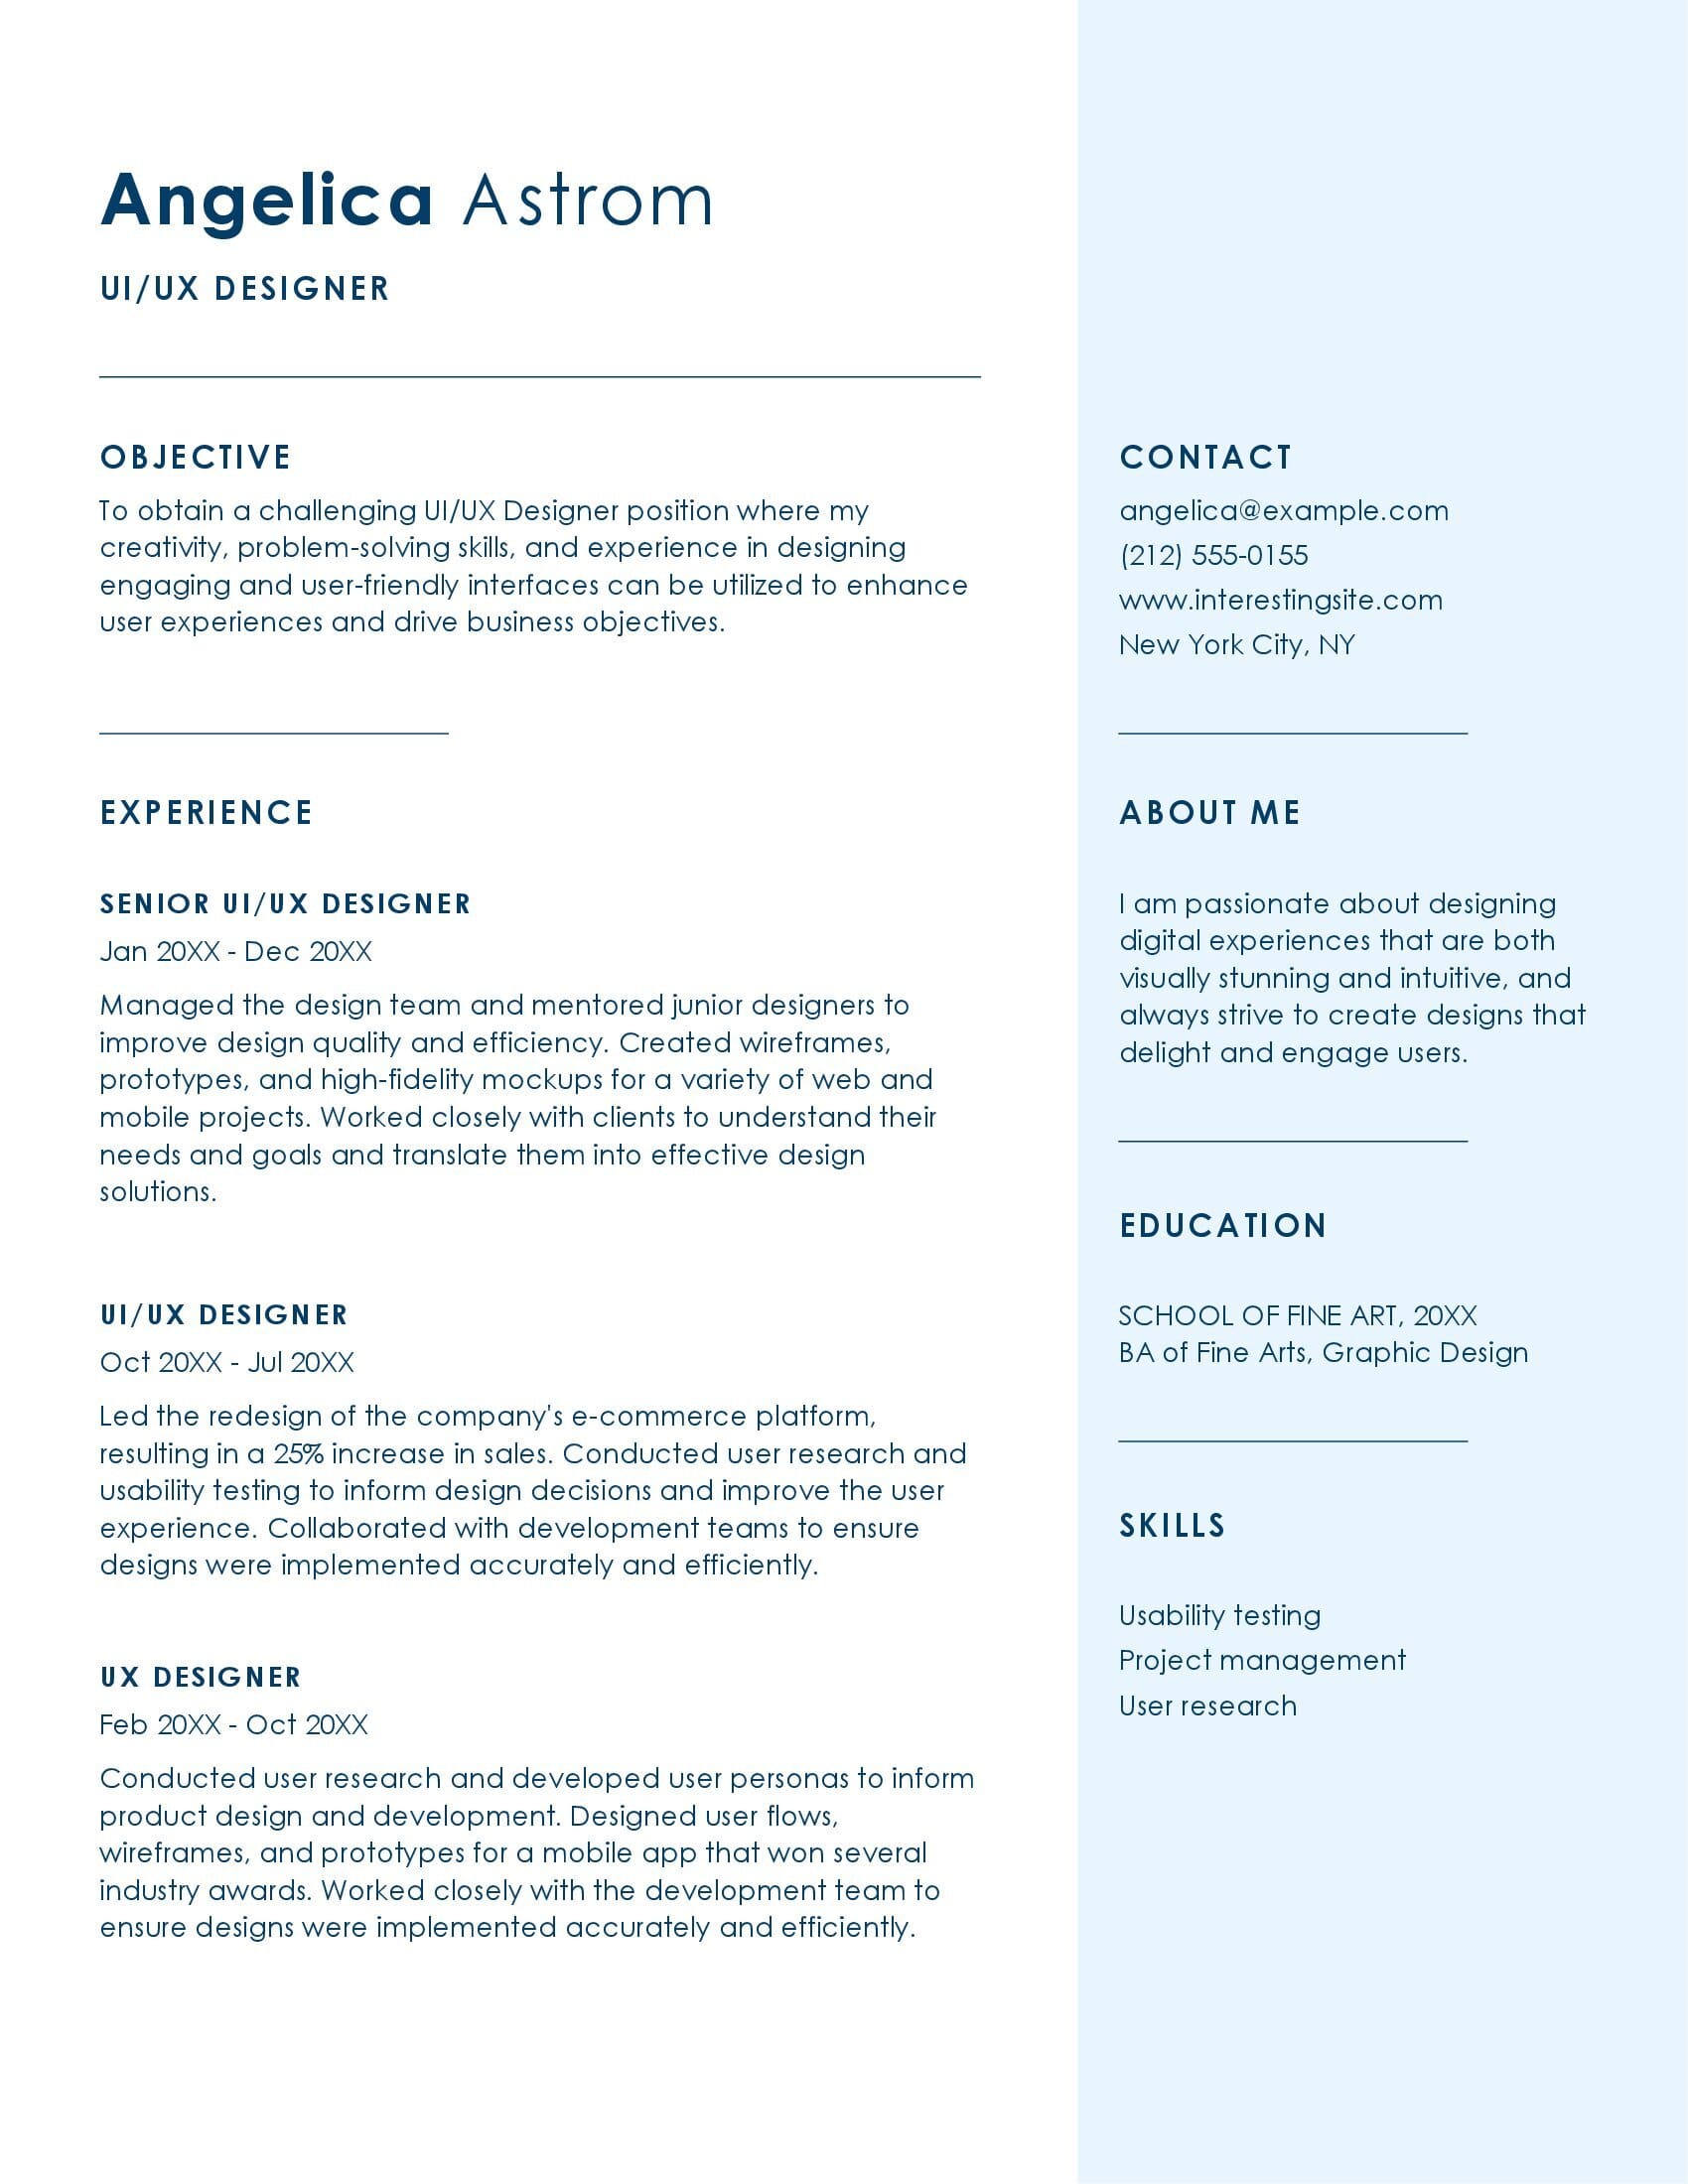 Angelica Astrom
UI/UX DESIGNER
OBJECTIVE
To obtain a challenging UI/UX Designer position where my
creativity, problem-solving skills, and experience in designing
engaging and user-friendly interfaces can be utilized to enhance
user experiences and drive business objectives.
EXPERIENCE
SENIOR UI/UX DESIGNER
Jan 20XX - Dec 20XX
Managed the design team and mentored junior designers to
improve design quality and efficiency. Created wireframes,
prototypes, and high-fidelity mockups for a variety of web and
mobile projects. Worked closely with clients to understand their
needs and goals and translate them into effective design
solutions.
UI/UX DESIGNER
Oct 20XX - Jul 20XX
Led the redesign of the company's e-commerce platform,
resulting in a 25% increase in sales. Conducted user research and
usability testing to inform design decisions and improve the user
experience. Collaborated with development teams to ensure
designs were implemented accurately and efficiently.
UX DESIGNER
Feb 20XX - Oct 20XX
Conducted user research and developed user personas to inform
product design and development. Designed user flows,
wireframes, and prototypes for a mobile app that won several
industry awards. Worked closely with the development team to
ensure designs were implemented accurately and efficiently.
CONTACT
angelica@example.com
(212) 555-0155
www.interestingsite.com
New York City, NY
ABOUT ME
I am passionate about designing
digital experiences that are both
visually stunning and intuitive, and
always strive to create designs that
delight and engage users.
EDUCATION
SCHOOL OF FINE ART, 20XX
BA of Fine Arts, Graphic Design
SKILLS
Usability testing
Project management
User research